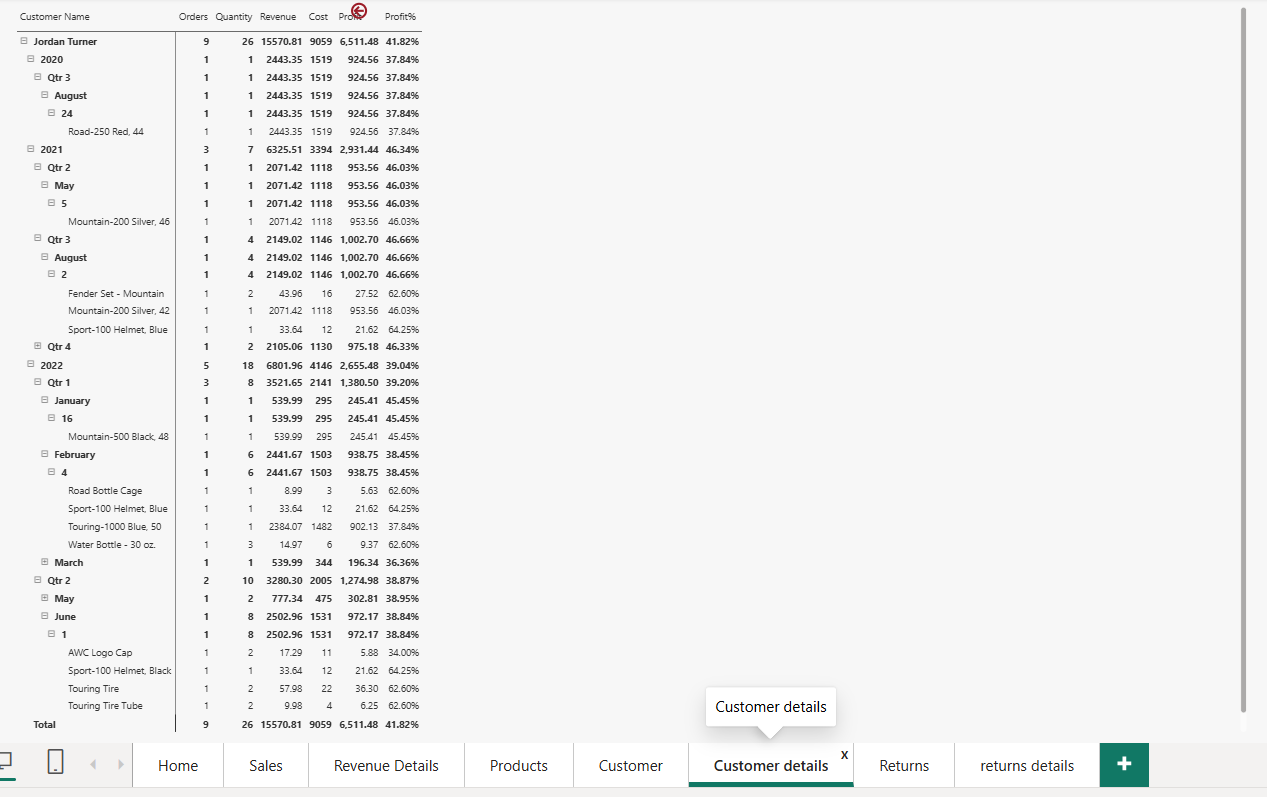 Customer Name Orders Quantity Revenue Cost Profit Profit%
Jordan Turner 9 26 15570.81 9059 6,511.48 41.82%
2020 1 1 2443.35 1519 924.56 37.84%
Qtr 3 1 1 2443.35 1519 924.56 37.84%
August 1 1 2443.35 1519 924.56 37.84%
24 1 1 2443.35 1519 924.56 37.84%
Road-250 Red, 44 1 1 2443.35 1519 924.56 37.84%
2021 3 7 6325.51 3394 2,931.44 46.34%
Qtr 2 1 1 2071.42 1118 953.56 46.03%
May 1 1 2071.42 1118 953.56 46.03%
5 1 1 2071.42 1118 953.56 46.03%
Mountain-200 Silver, 46 1 1 2071.42 1118 953.56 46.03%
Qtr 3 1 4 2149.02 1146 1,002.70 46.66%
August 1 4 2149.02 1146 1,002.70 46.66%
2 1 4 2149.02 1146 1,002.70 46.66%
Fender Set - Mountain 1 2 43.96 16 27.52 62.60%
Mountain-200 Silver, 42 1 1 2071.42 1118 953.56 46.03%
Sport-100 Helmet, Blue 1 1 33.64 12 21.62 64.25%
Qtr 4 1 2 2105.06 1130 975.18 46.33%
2022 5 18 6801.96 4146 2,655.48 39.04%
Qtr 1 3 8 3521.65 2141 1,380.50 39.20%
January 1 1 539.99 295 245.41 45.45%
16 1 1 539.99 295 245.41 45.45%
Mountain-500 Black, 48 1 1 539.99 295 245.41 45.45%
February 1 6 2441.67 1503 938.75 38.45%
4 1 6 2441.67 1503 938.75 38.45%
Road Bottle Cage 1 1 8.99 3 5.63 62.60%
Sport-100 Helmet, Blue 1 1 33.64 12 21.62 64.25%
Touring-1000 Blue, 50 1 1 2384.07 1482 902.13 37.84%
Water Bottle - 30 oz. 1 3 14.97 6 9.37 62.60%
March 1 1 539.99 344 196.34 36.36%
Qtr 2 2 10 3280.30 2005 1,274.98 38.87%
May 1 2 777.34 475 302.81 38.95%
June 1 8 2502.96 1531 972.17 38.84%
1 1 8 2502.96 1531 972.17 38.84%
AWC Logo Cap 1 2 17.29 11 5.88 34.00%
Sport-100 Helmet, Black 1 1 33.64 12 21.62 64.25%
Touring Tire 1 2 57.98 22 36.30 62.60%
Touring Tire Tube 1 2 9.98 4 6.25 62.60%
Total 9 26 15570.81 9059 6,511.48 41.82%
Customer details
Home Sales Revenue Details Products Customer Customer details x Returns returns details +